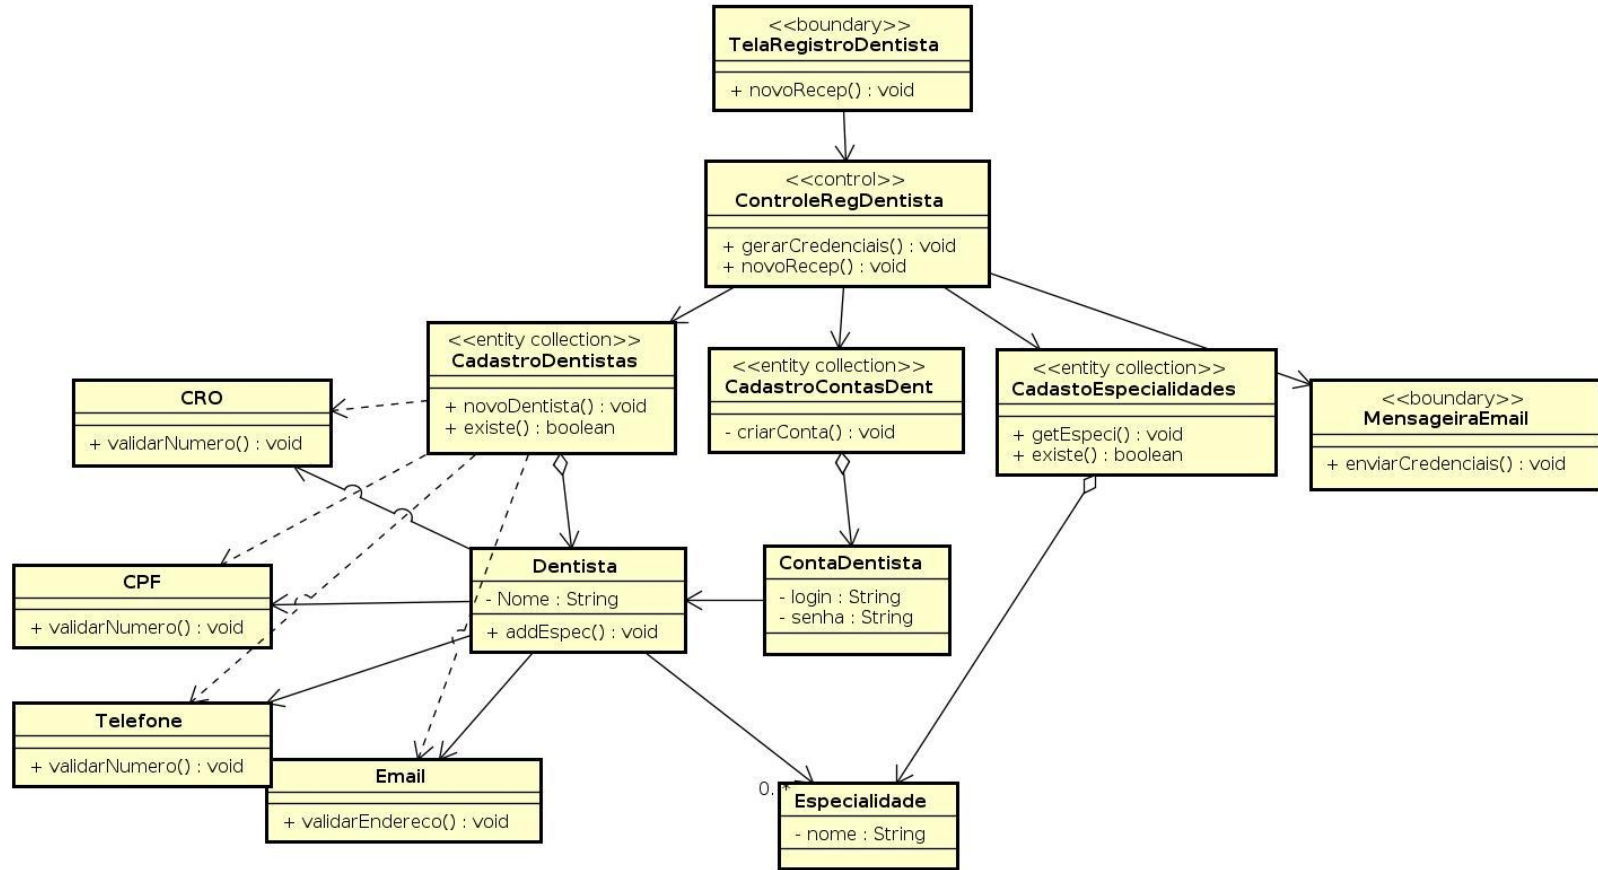 <<boundary>>
TelaRegistroDentista
+ novoRecep() : void
<<control>>
ControleRegDentista
+ gerarCredenciais() : void
+ novoRecep() : void
<<entity collection>>
CadastroDentistas
+ novoDentista() : void
+ existe() : boolean
<<entity collection>>
CadastroContasDent
- criarConta() : void
<<entity collection>>
CadastoEspecialidades
+ getEspeci() : void
+ existe() : boolean
<<boundary>>
MensageiraEmail
+ enviarCredenciais() : void
CRO
+ validarNumero() : void
CPF
+ validarNumero() : void
Dentista
- Nome : String
+ addEspec() : void
ContaDentista
- login : String
- senha : String
Telefone
+ validarNumero() : void
Email
+ validarEndereco() : void
0..*
Especialidade
- nome : String